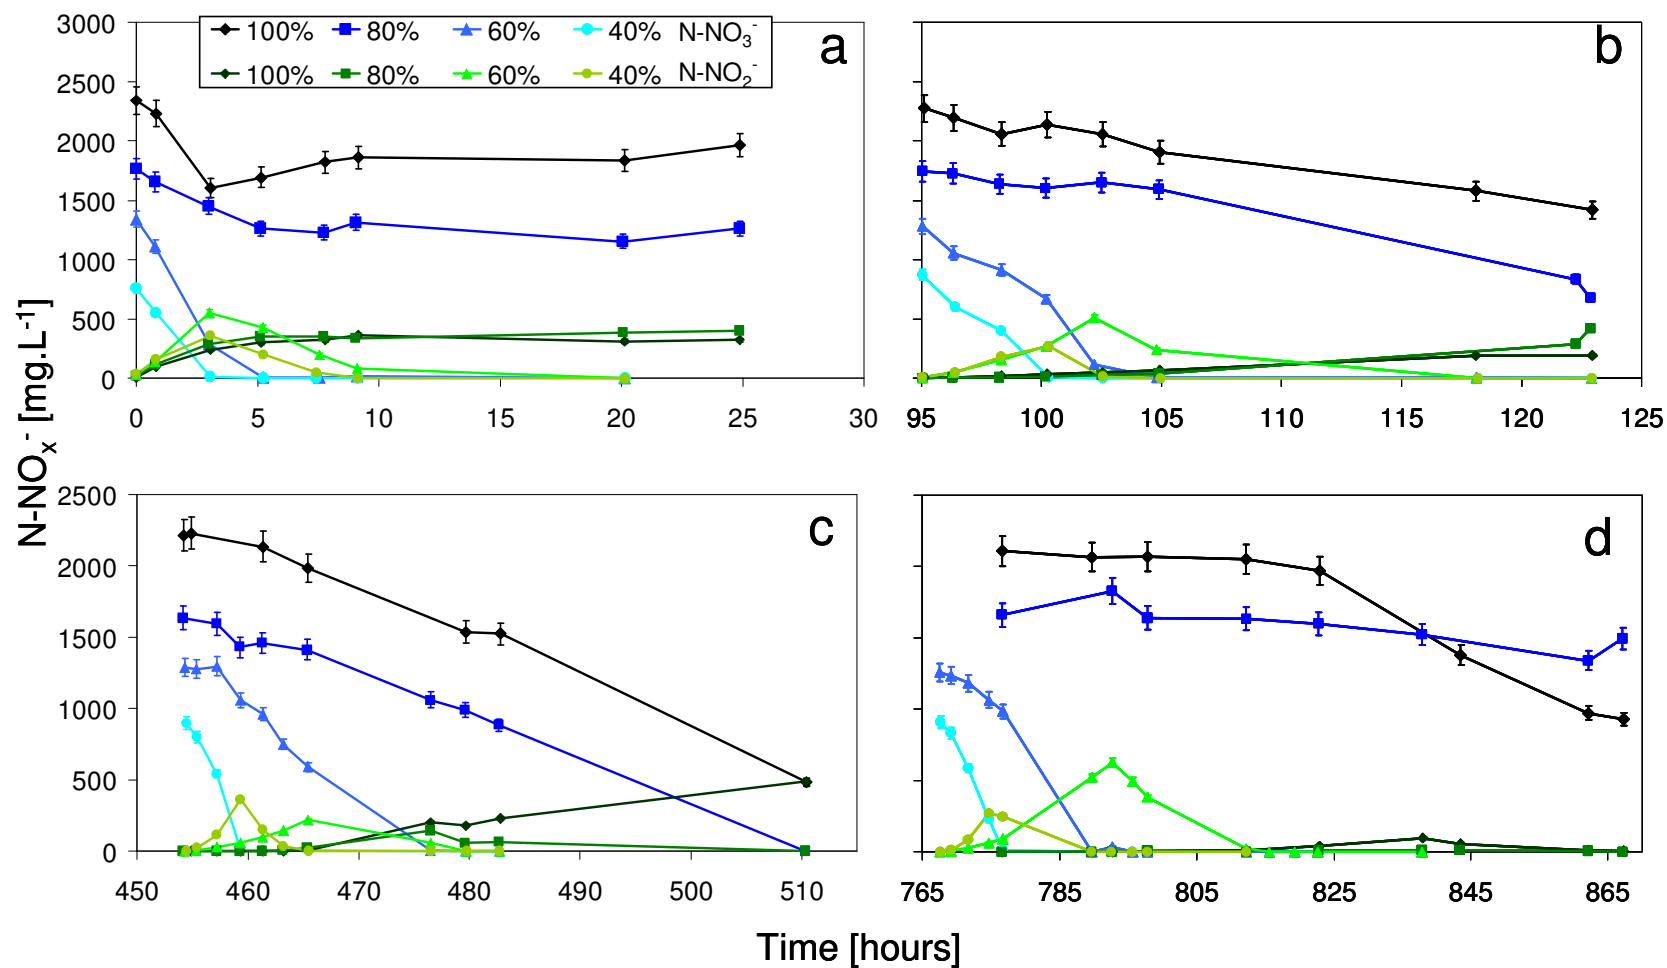 3000
2500
2000
1500
1000
500
0
100% 80% 60% 40% N-NO3-
100% 80% 60% 40% N-NO2-
a
b
0 5 10 15 20 25 30
95 100 105 110 115 120 125
N-NOx- [mg.L-1]
2500
2000
1500
1000
500
0
c
d
450 460 470 480 490 500 510
765 785 805 825 845 865
Time [hours]